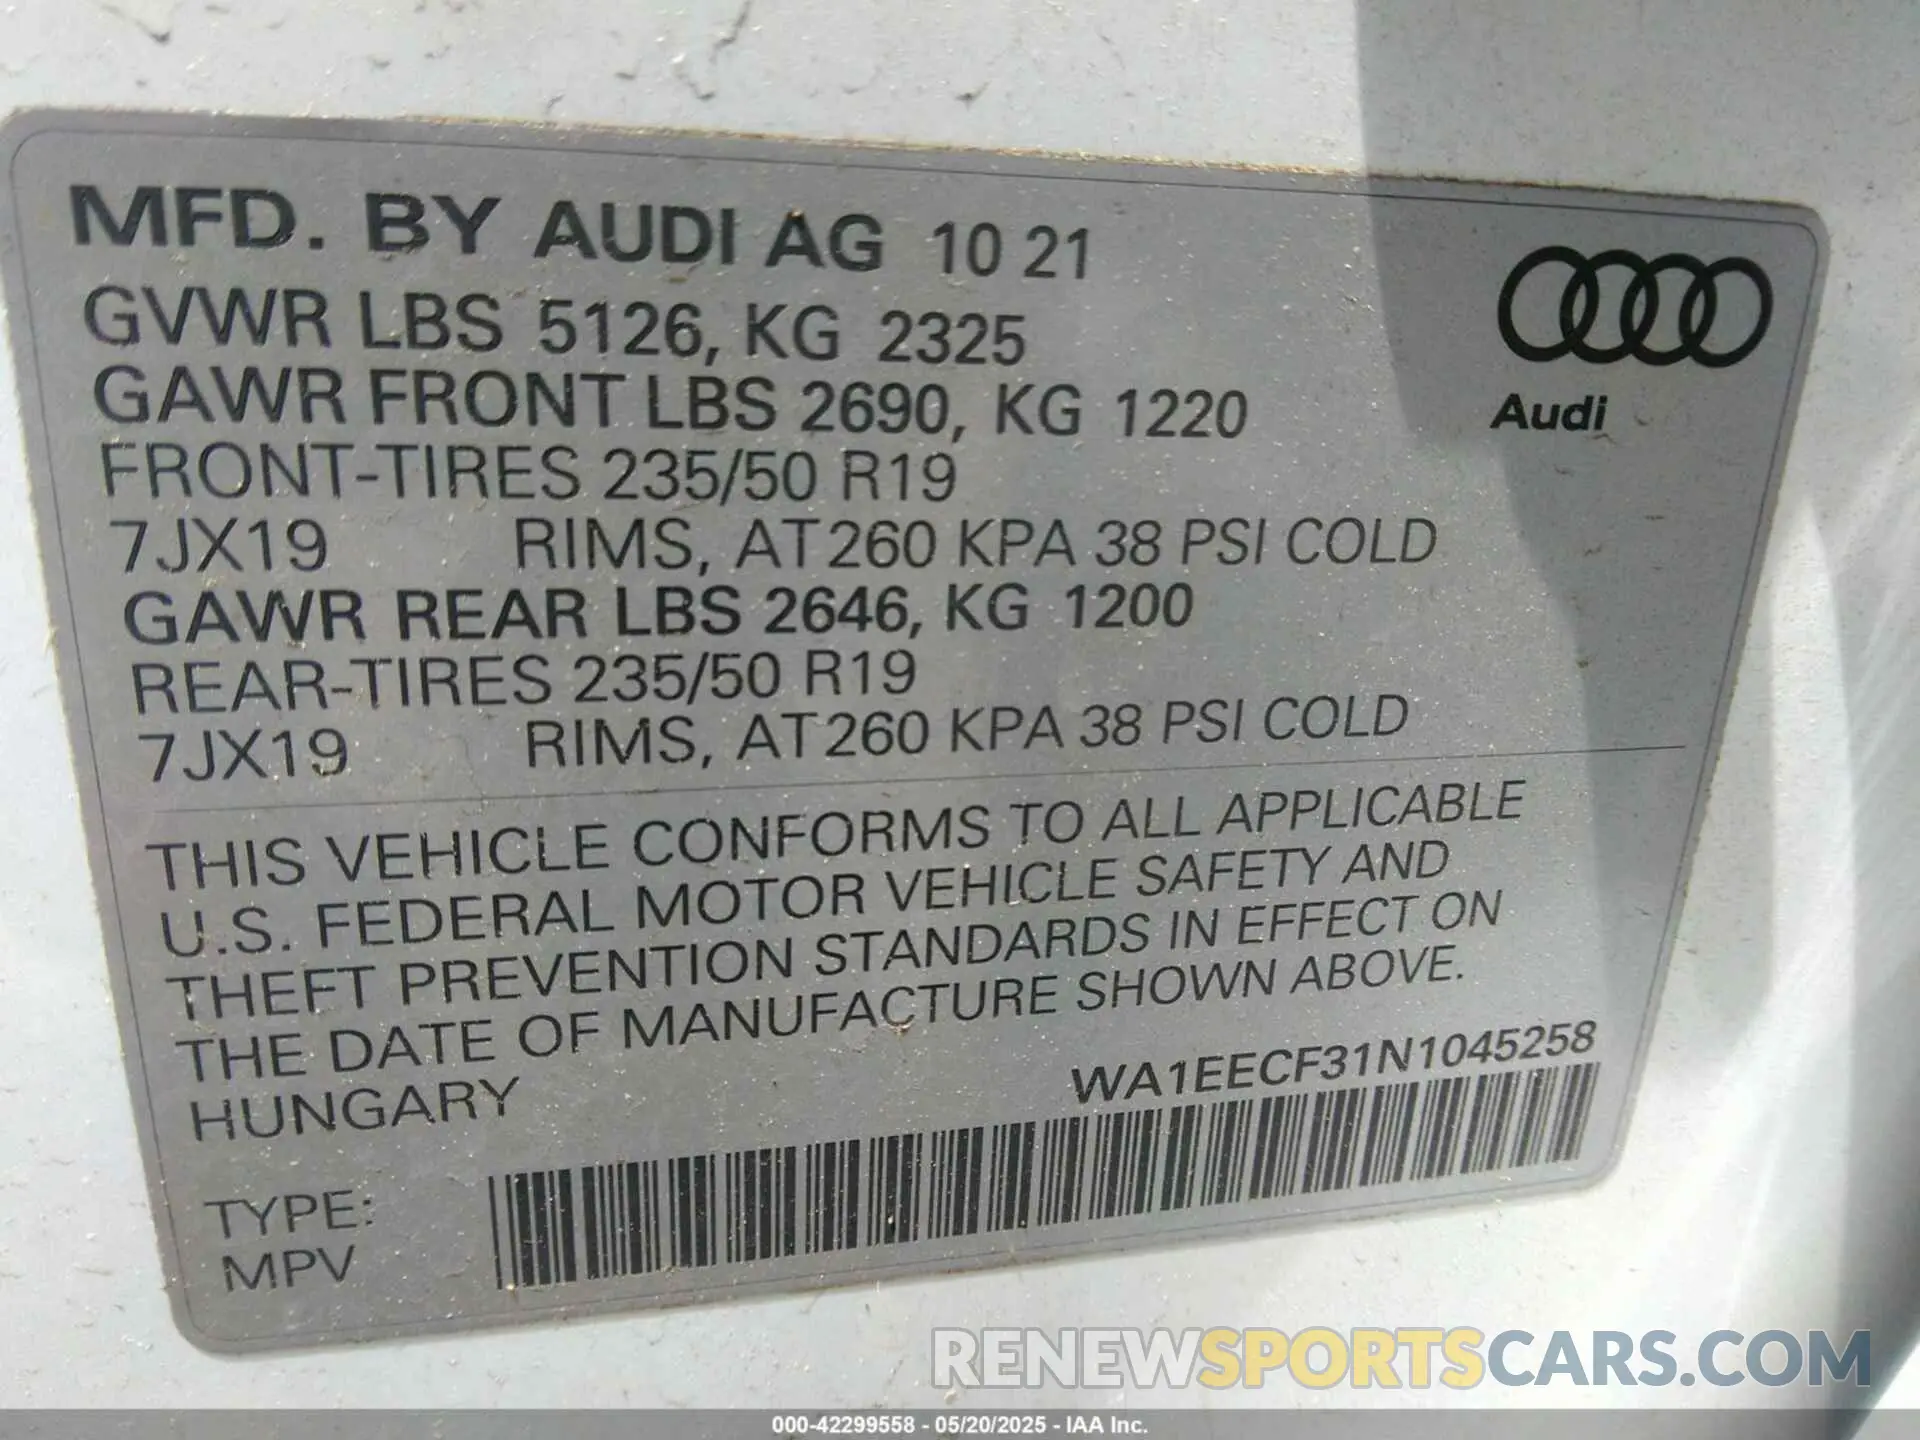 MFD. BY AUDI AG 10 21
GVWR LBS 5126, KG 2325
GAWR FRONT LBS 2690, KG 1220
FRONT-TIRES 235/50 R19
7JX19 RIMS, AT 260 KPA 38 PSI COLD
GAWR REAR LBS 2646, KG 1200
REAR-TIRES 235/50 R19
7JX19 RIMS, AT 260 KPA 38 PSI COLD
Audi
THIS VEHICLE CONFORMS TO ALL APPLICABLE
U.S. FEDERAL MOTOR VEHICLE SAFETY AND
THEFT PREVENTION STANDARDS IN EFFECT ON
THE DATE OF MANUFACTURE SHOWN ABOVE.
HUNGARY
WA1EECF31N1045258
TYPE:
MPV
RENEWSPORTSCARS.COM
000-42299558 - 05/20/2025 - IAA Inc.